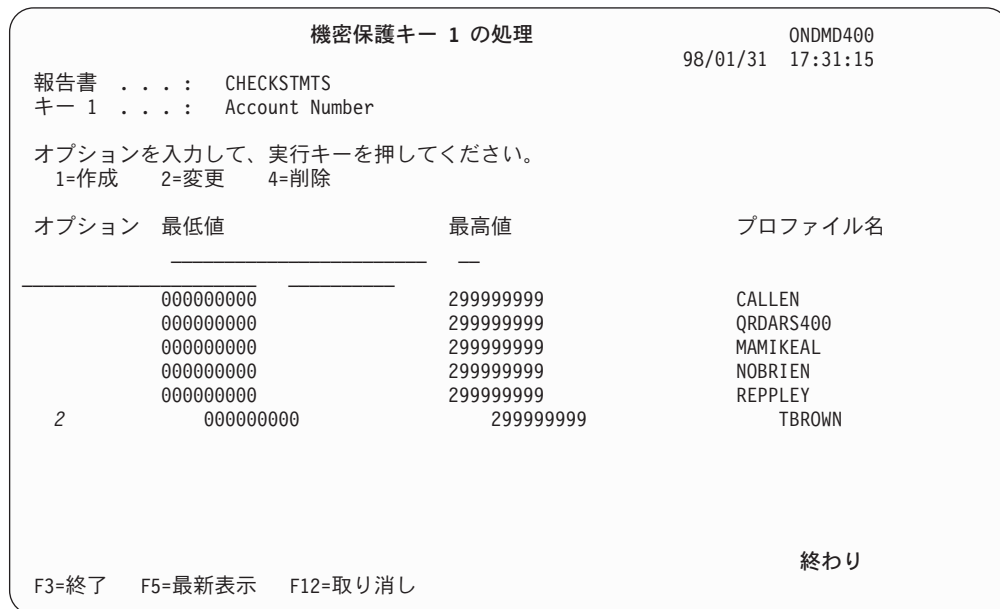 機密保護キー 1 の処理 ONDMD400
98/01/31 17:31:15
報告書 . . . : CHECKSTMTS
キー 1 . . . : Account Number
オプションを入力して、実行キーを押してください。
1=作成 2=変更 4=削除
オプション 最低値 最高値 プロファイル名
________________________ __
______________________ __________
000000000 299999999 CALLEN
000000000 299999999 QRDARS400
000000000 299999999 MAMIKEAL
000000000 299999999 NOBRIEN
000000000 299999999 REPPLEY
2 000000000 299999999 TBROWN
終わり
F3=終了 F5=最新表示 F12=取り消し